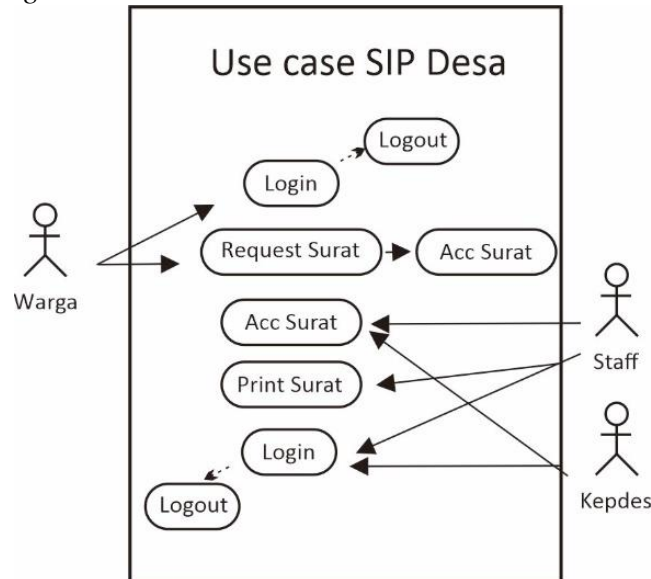 g
Use case SIP Desa
Logout
Login
Request Surat
Acc Surat
Warga
Acc Surat
Staff
Print Surat
Login
Kepdes
Logout